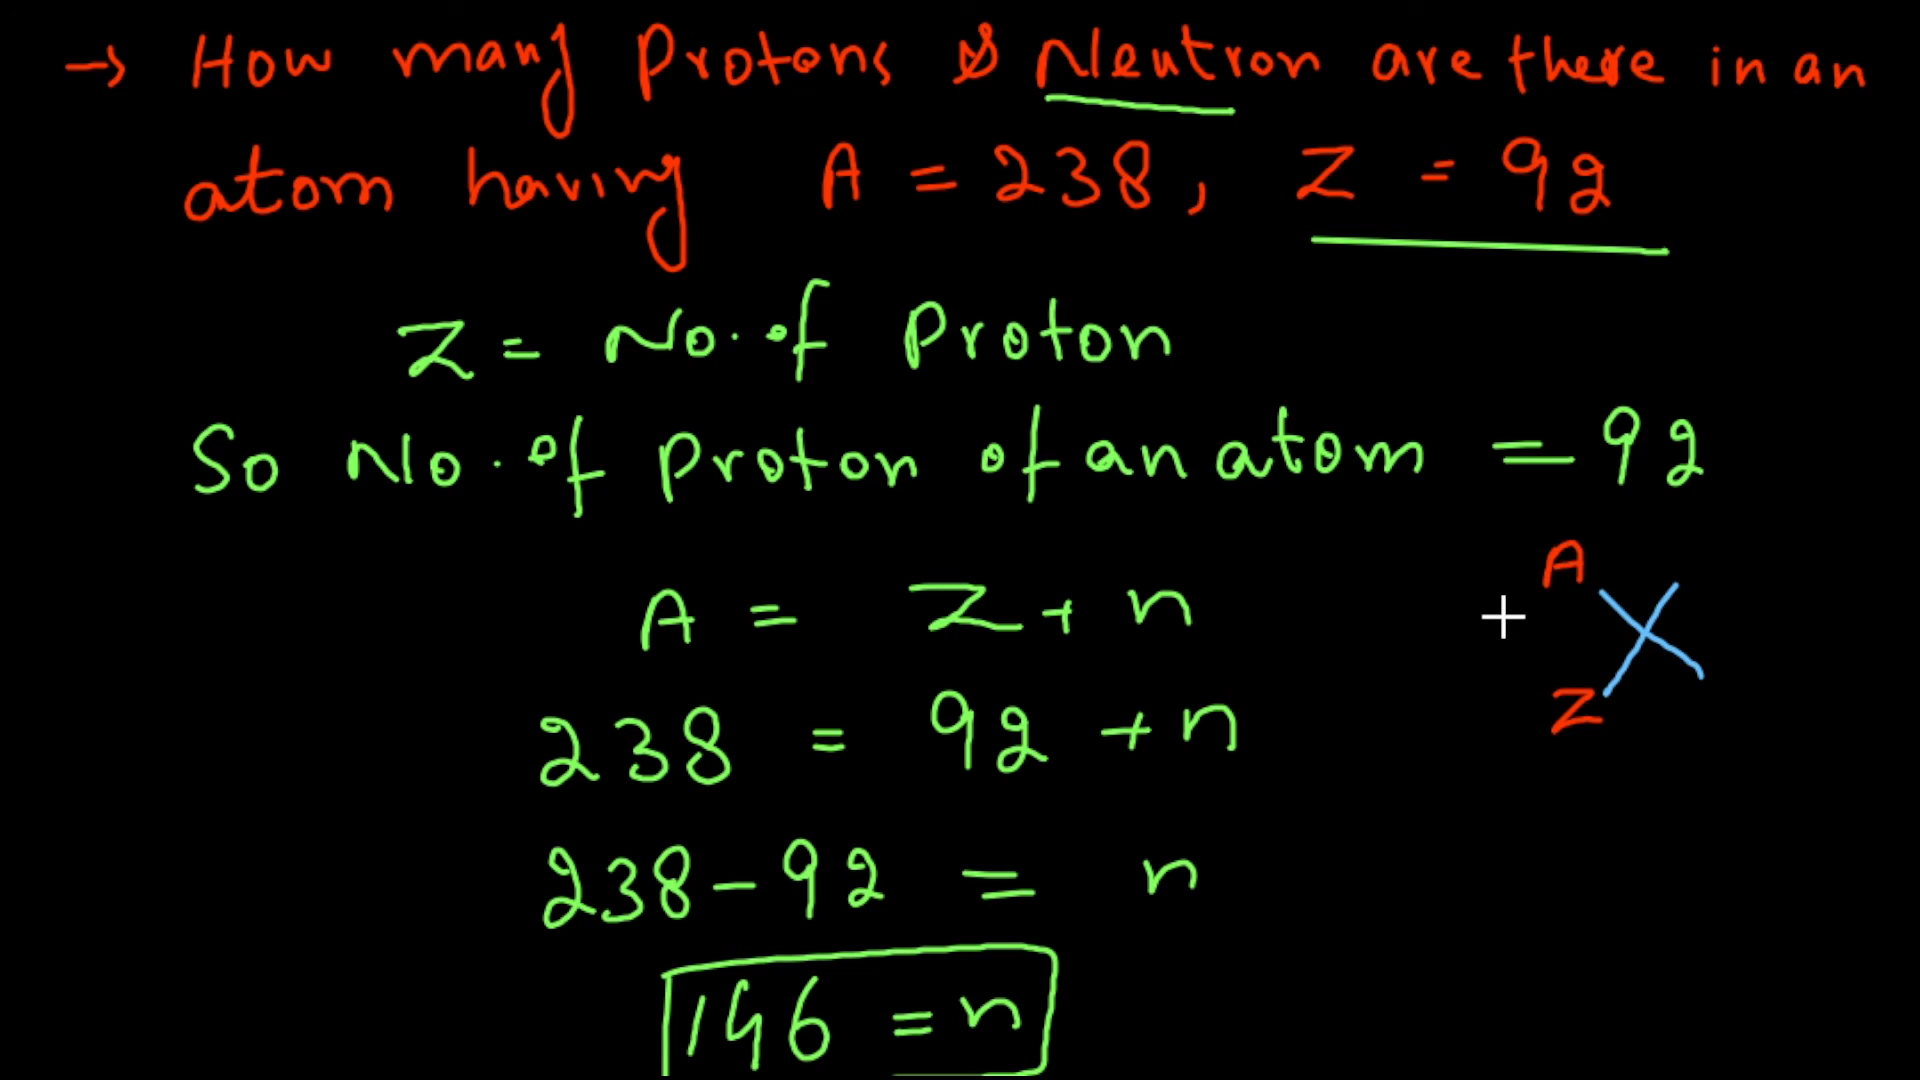 → How many Protons & Neutron are there in an
atom having A = 238, Z = 92
Z = No. of Proton
So No. of proton of an atom = 92
A = Z + n
A
X
Z
238 = 92 + n
238 - 92 = n
146 = n